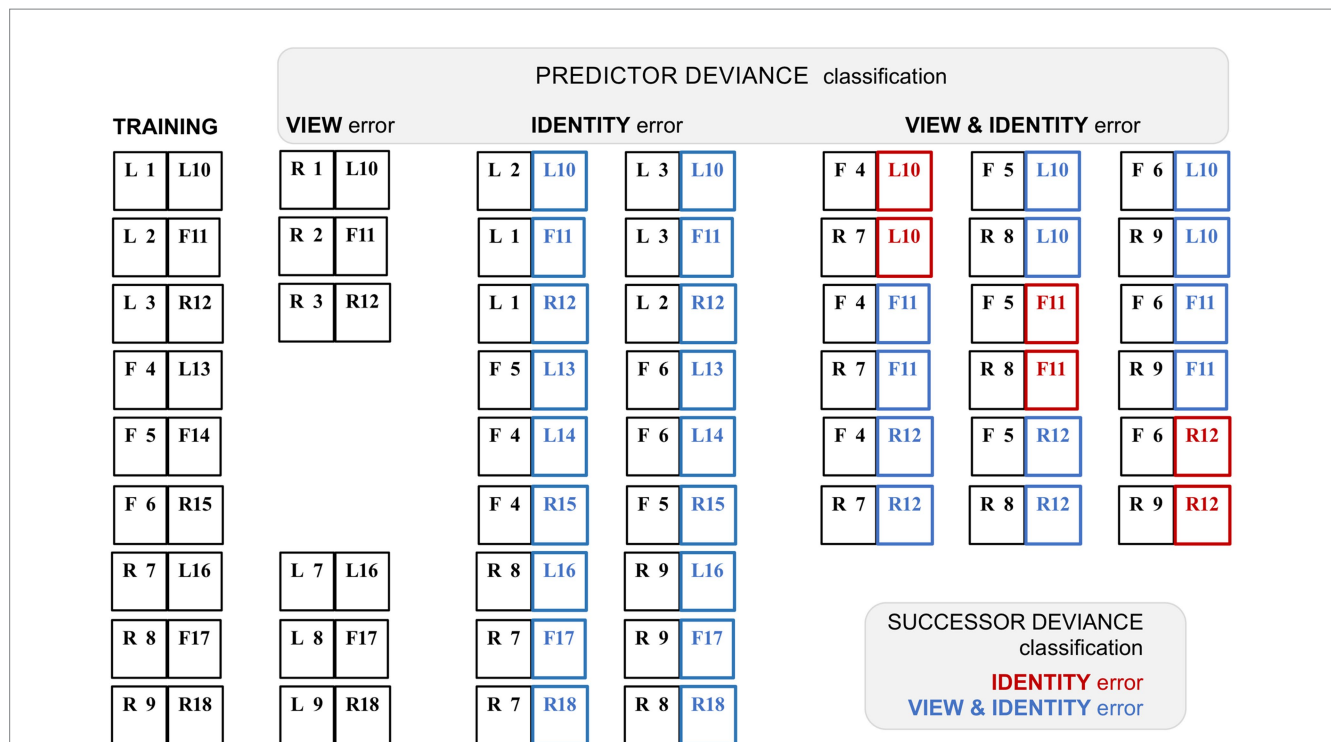 PREDICTOR DEVIANCE classification
TRAINING VIEW error IDENTITY error VIEW & IDENTITY error
L 1 L10 R 1 L10 L 2 L10 L 3 L10 F 4 L10 F 5 L10 F 6 L10
L 2 F11 R 2 F11 L 1 F11 L 3 F11 R 7 L10 R 8 L10 R 9 L10
L 3 R12 R 3 R12 L 1 R12 L 2 R12 F 4 F11 F 5 F11 F 6 F11
F 4 L13 F 5 L13 F 6 L13 R 7 F11 R 8 F11 R 9 F11
F 5 F14 F 4 L14 F 6 L14 F 4 R12 F 5 R12 F 6 R12
F 6 R15 F 4 R15 F 5 R15 R 7 R12 R 8 R12 R 9 R12
R 7 L16 L 7 L16 R 8 L16 R 9 L16
R 8 F17 L 8 F17 R 7 F17 R 9 F17
R 9 R18 L 9 R18 R 7 R18 R 8 R18
SUCCESSOR DEVIANCE
classification
IDENTITY error
VIEW & IDENTITY error